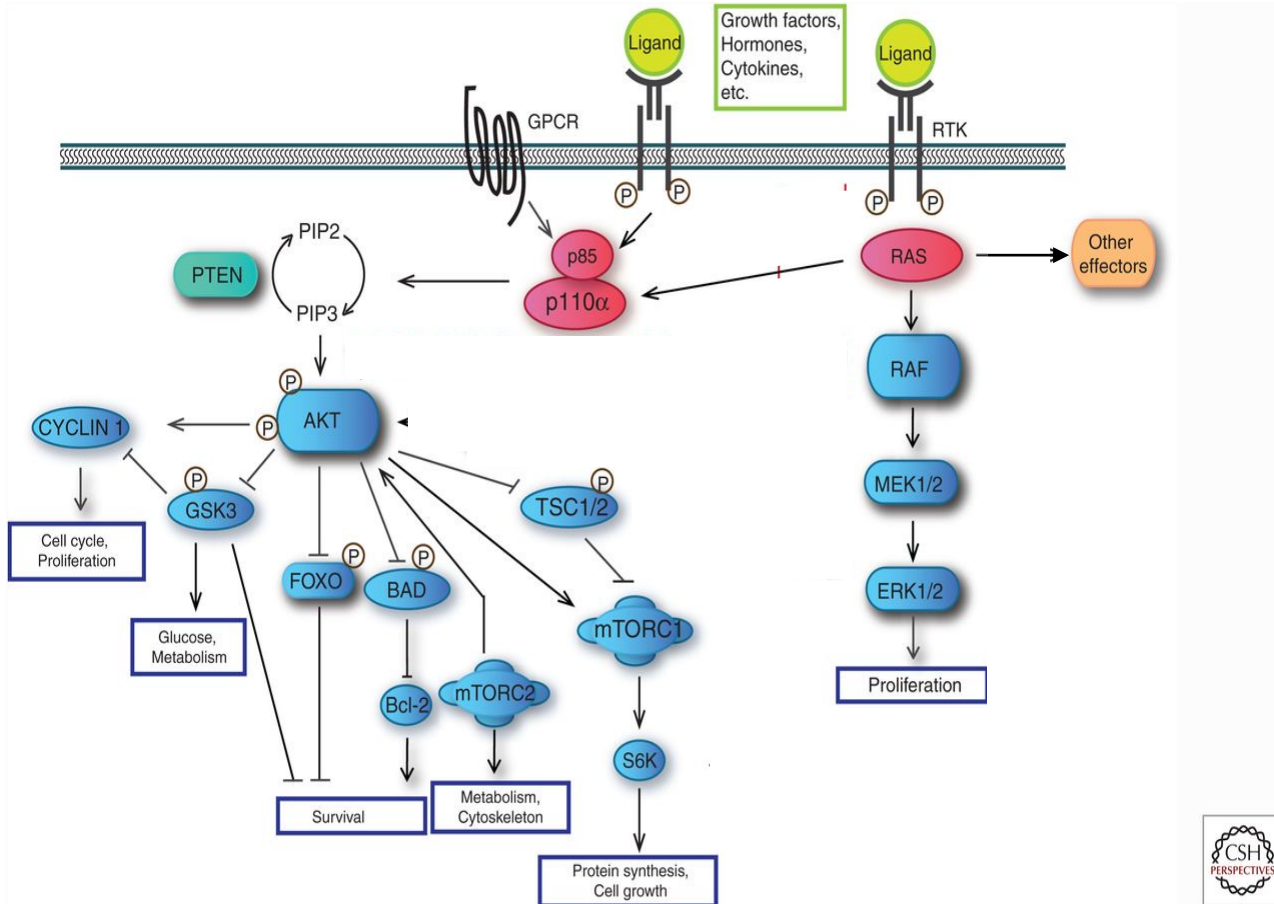 Ligand
Growth factors,
Hormones,
Cytokines,
etc.
Ligand
GPCR
RTK
P
P
P
P
PIP2
PTEN
PIP3
p85
p110α
RAS
Other
effectors
RAF
P
AKT
P
CYCLIN 1
P
GSK3
P
TSC1/2
MEK1/2
Cell cycle,
Proliferation
P
FOXO
P
BAD
ERK1/2
mTORC1
Glucose,
Metabolism
Proliferation
Bcl-2
mTORC2
S6K
Survival
Metabolism,
Cytoskeleton
Protein synthesis,
Cell growth
CSH
PERSPECTIVES